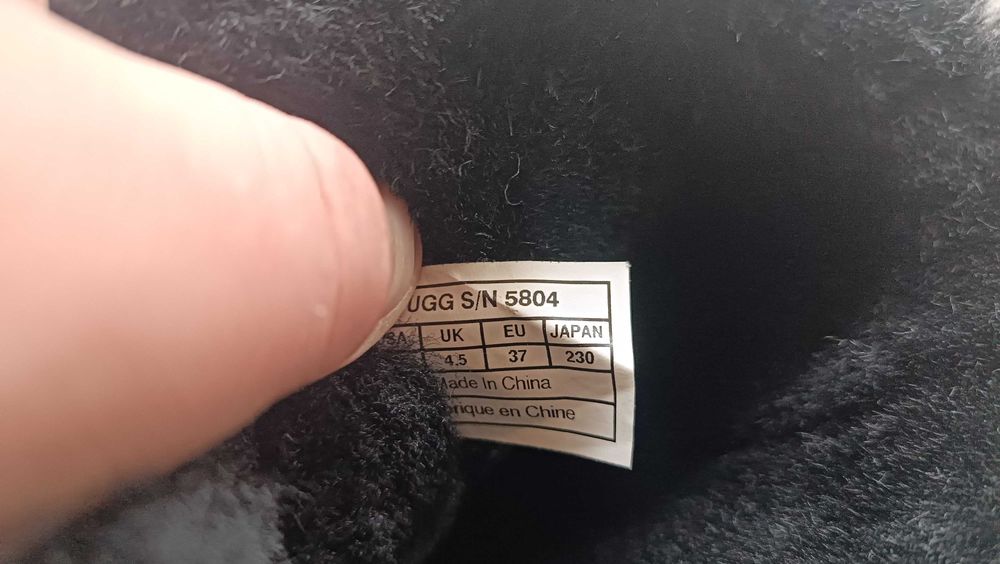 UGG S/N 5804
UK EU JAPAN
4.5 37 230
Made In China
en Chine